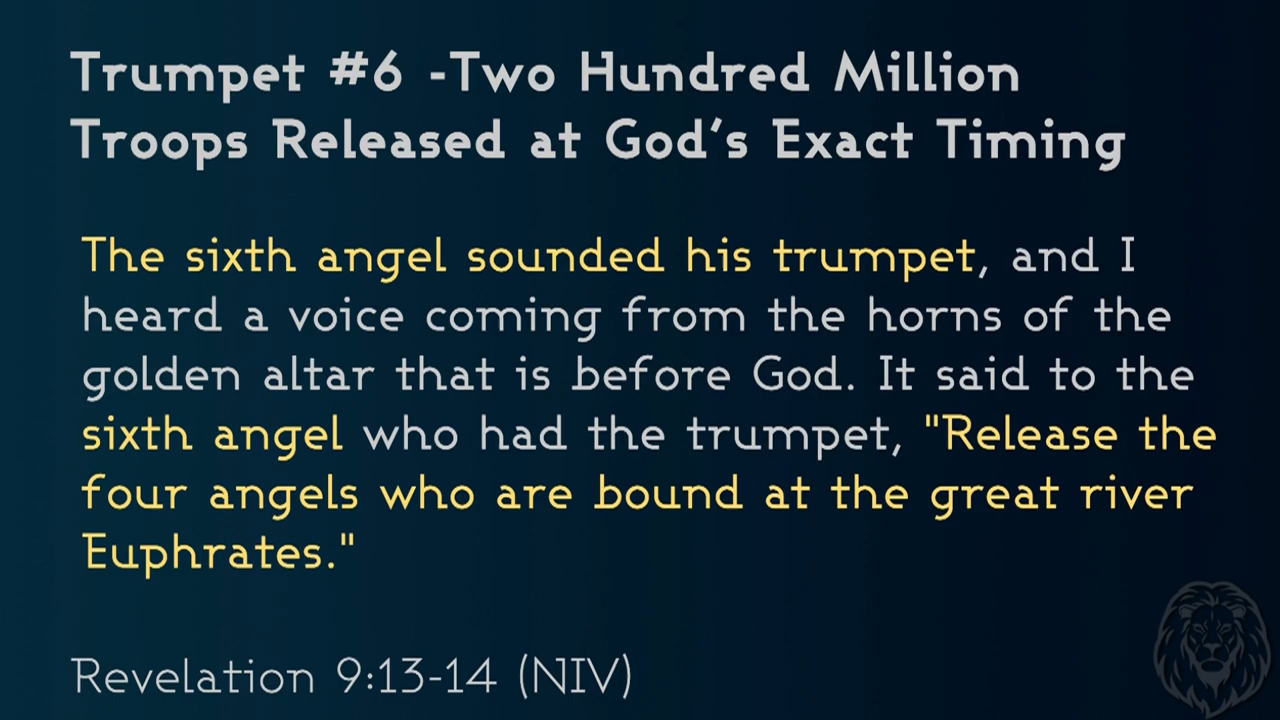 Trumpet #6 -Two Hundred Million
Troops Released at God’s Exact Timing
The sixth angel sounded his trumpet, and I
heard a voice coming from the horns of the
golden altar that is before God. It said to the
sixth angel who had the trumpet, "Release the
four angels who are bound at the great river
Euphrates."
Revelation 9:13-14 (NIV)